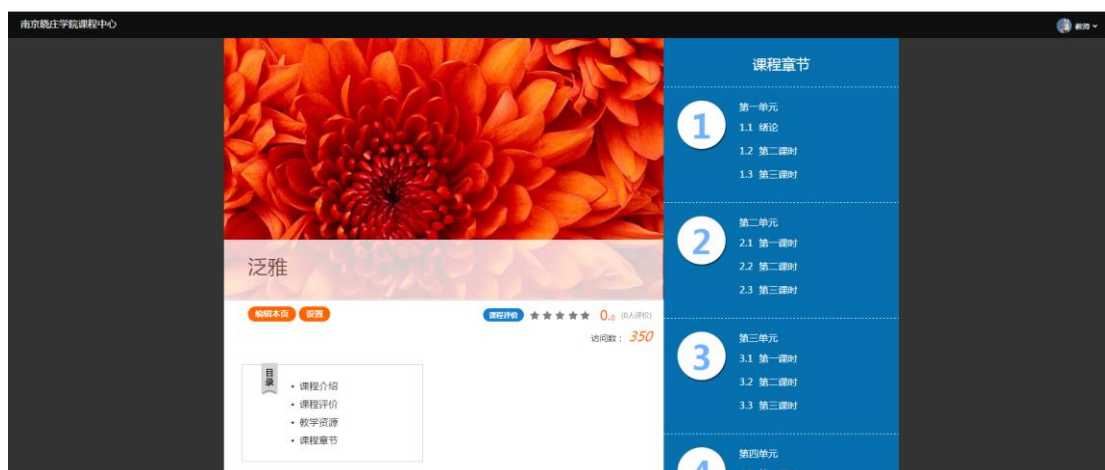 南京晓庄学院课程中心
教师
泛雅
编辑本页 设置
课程评价 0.0 (0人评价)
访问数： 350
目录
• 课程介绍
• 课程评价
• 教学资源
• 课程章节
课程章节
1
第一单元
1.1 绪论
1.2 第二课时
1.3 第三课时
2
第二单元
2.1 第一课时
2.2 第二课时
2.3 第三课时
3
第三单元
3.1 第一课时
3.2 第二课时
3.3 第三课时
4
第四单元